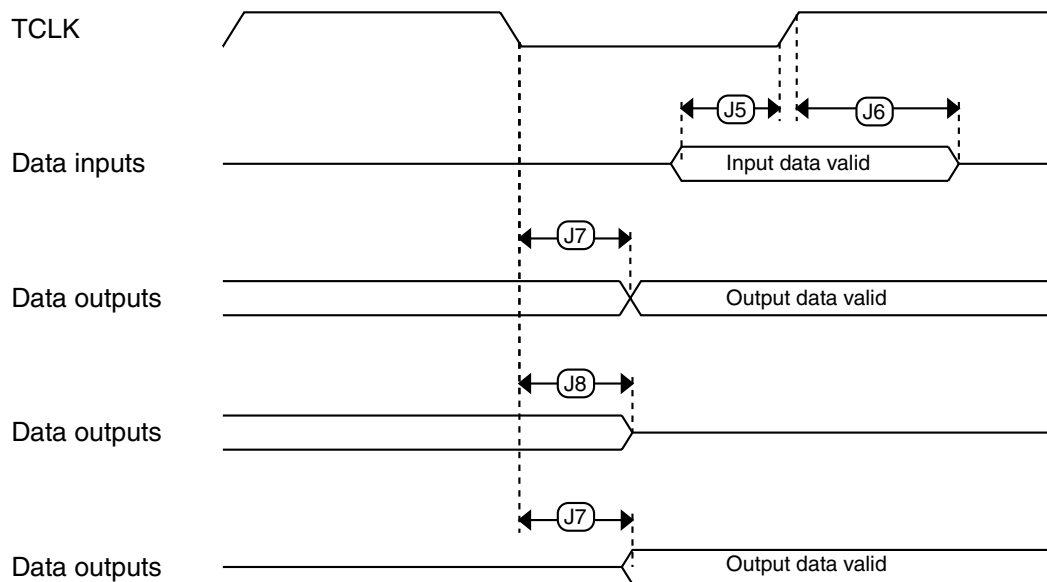 TCLK
J5
J6
Data inputs
Input data valid
J7
Data outputs
Output data valid
J8
Data outputs
J7
Data outputs
Output data valid